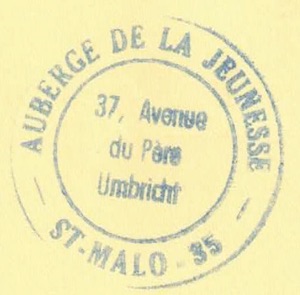 AUBERGE DE LA JEUNESSE
37, Avenue
du Père
Umbricht
ST-MALO - 35